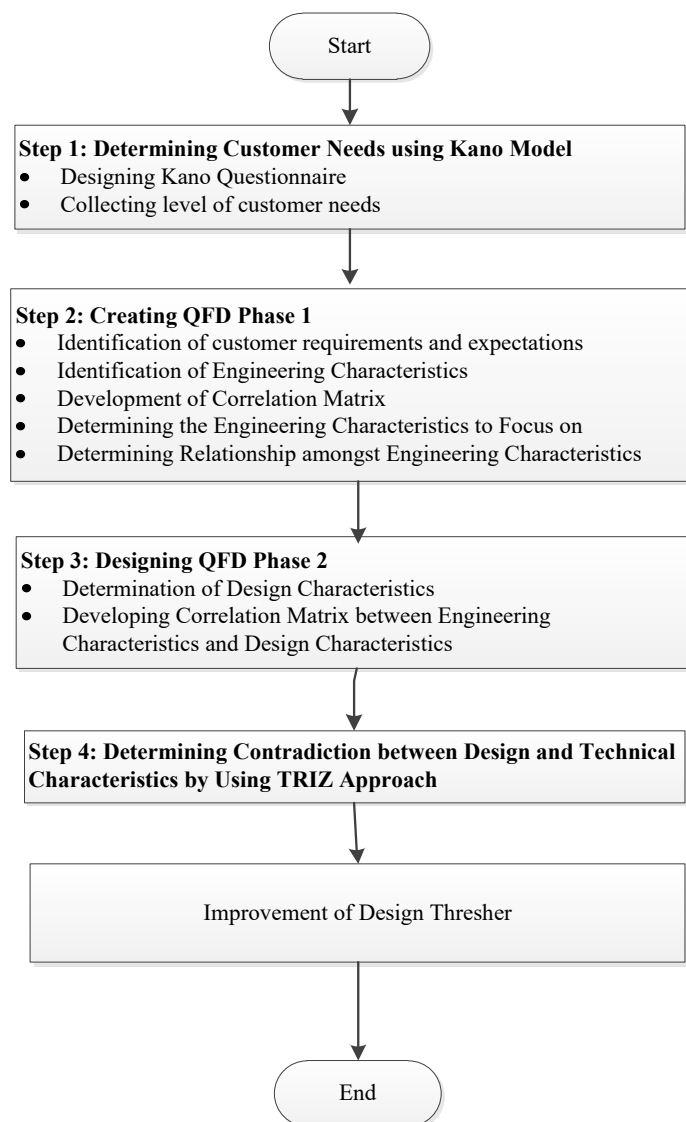 Start
Step 1: Determining Customer Needs using Kano Model
• Designing Kano Questionnaire
• Collecting level of customer needs
Step 2: Creating QFD Phase 1
• Identification of customer requirements and expectations
• Identification of Engineering Characteristics
• Development of Correlation Matrix
• Determining the Engineering Characteristics to Focus on
• Determining Relationship amongst Engineering Characteristics
Step 3: Designing QFD Phase 2
• Determination of Design Characteristics
• Developing Correlation Matrix between Engineering
Characteristics and Design Characteristics
Step 4: Determining Contradiction between Design and Technical
Characteristics by Using TRIZ Approach
Improvement of Design Thresher
End